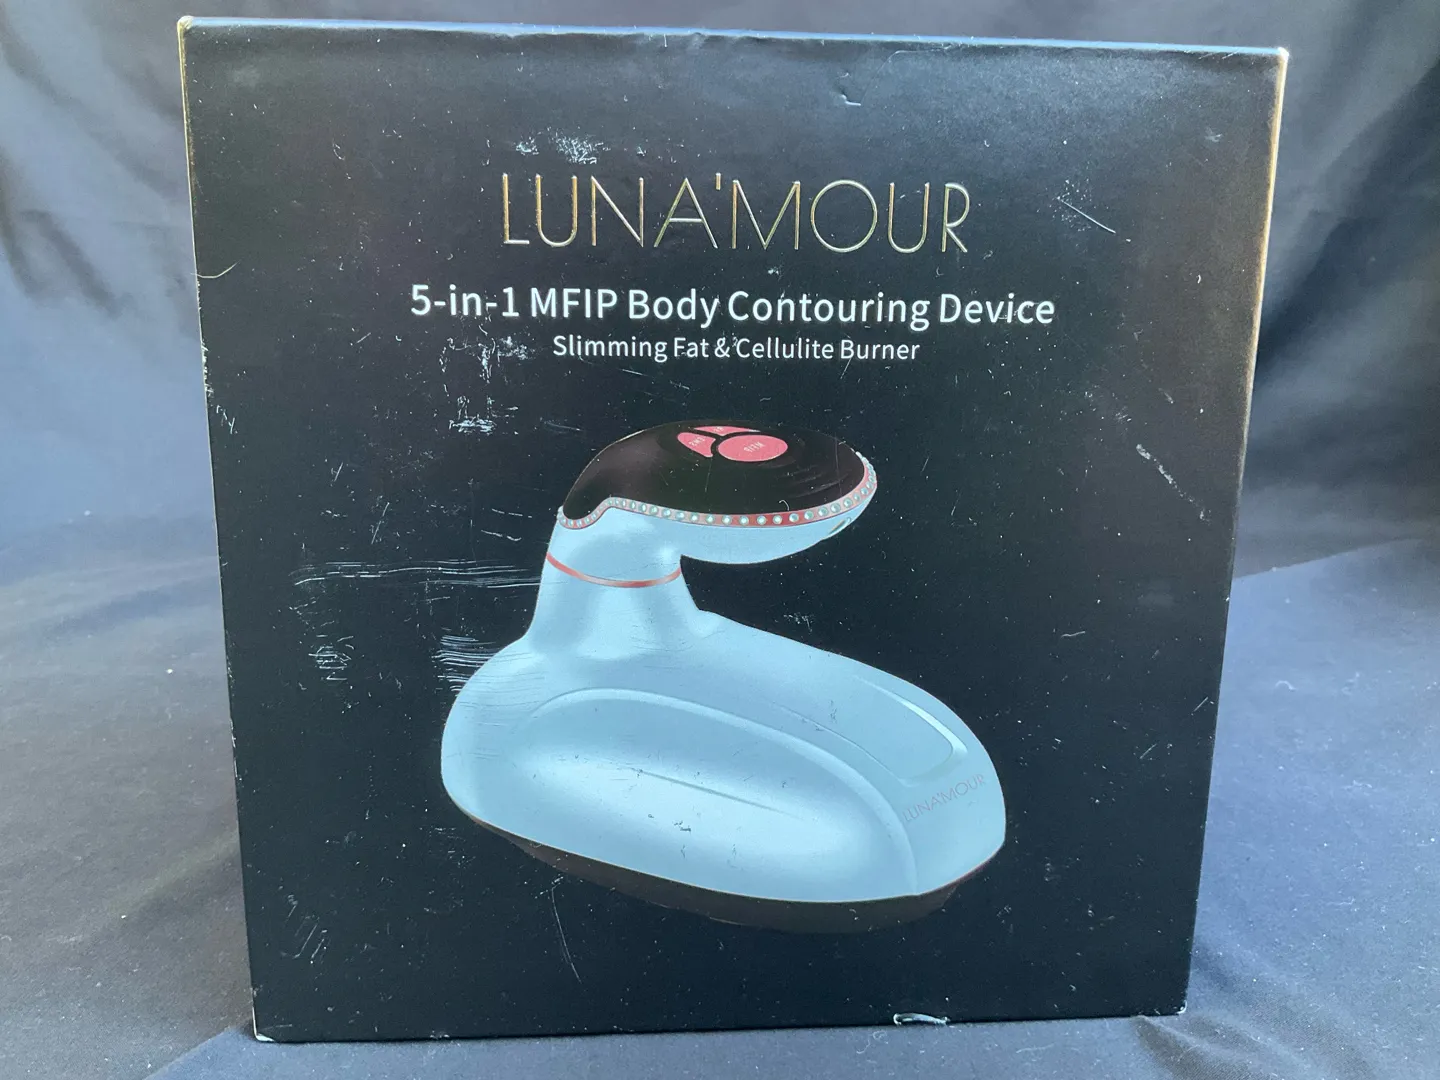 LUNA'MOUR
5-in-1 MFIP Body Contouring Device
Slimming Fat & Cellulite Burner
LUNA'MOUR